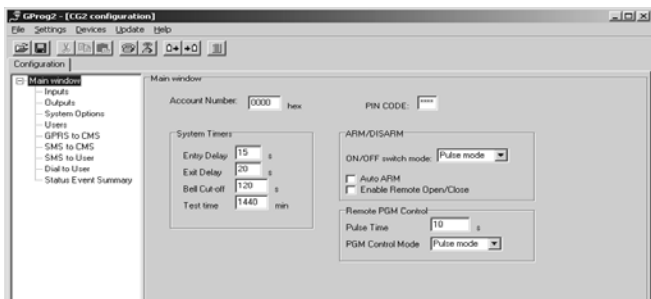 GProg2 - [CG2 configuration]
File Settings Devices Update Help
Configuration
Main window
Inputs
Outputs
System Options
Users
GPRS to CMS
SMS to CMS
SMS to User
Dial to User
Status Event Summary
Main window
Account Number: 0000 hex
PIN CODE: ****
System Timers
Entry Delay 15 s
Exit Delay 20 s
Bell Cut-off 120 s
Test time 1440 min
ARM/DISARM
ON/OFF switch mode: Pulse mode
Auto ARM
Enable Remote Open/Close
Remote PGM Control
Pulse Time 10 s
PGM Control Mode Pulse mode